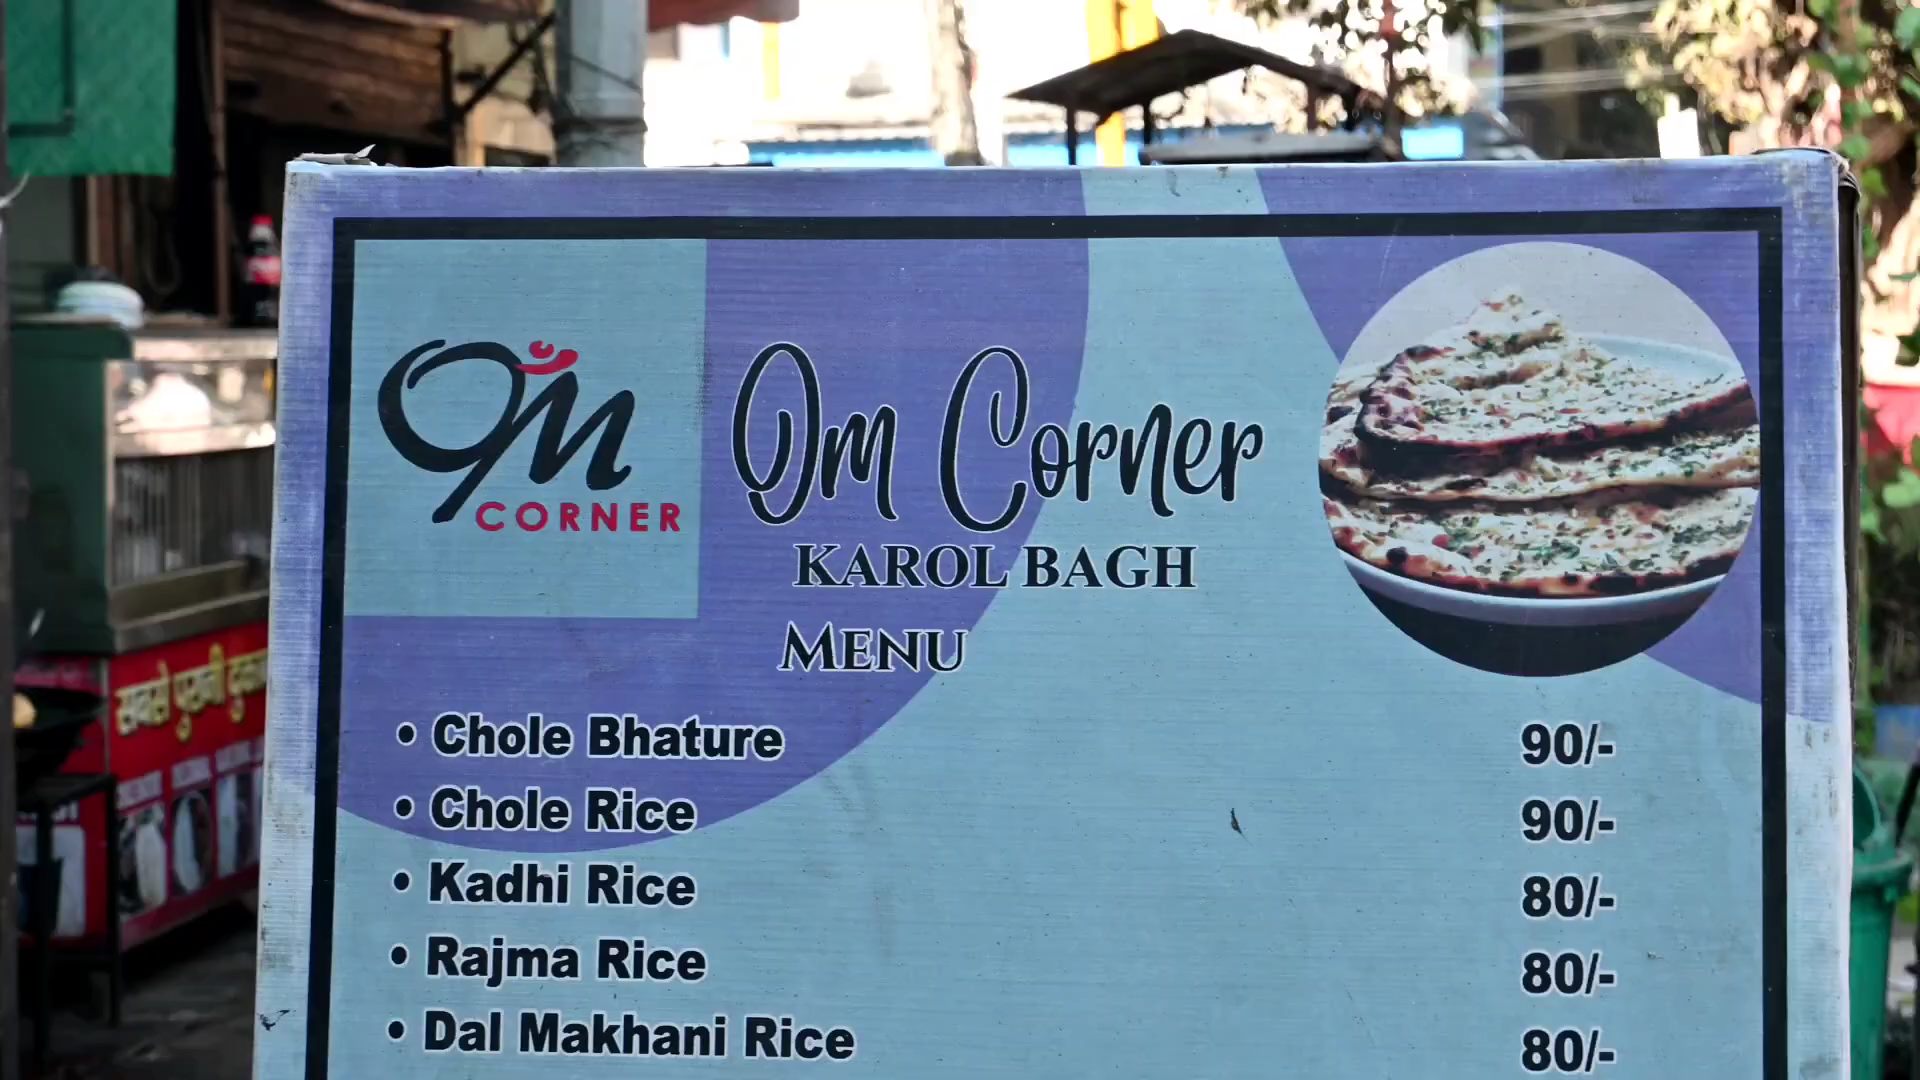 OM
CORNER
Om Corner
KAROL BAGH
MENU
• Chole Bhature 90/-
• Chole Rice 90/-
• Kadhi Rice 80/-
• Rajma Rice 80/-
• Dal Makhani Rice 80/-
सबसे पुरानी